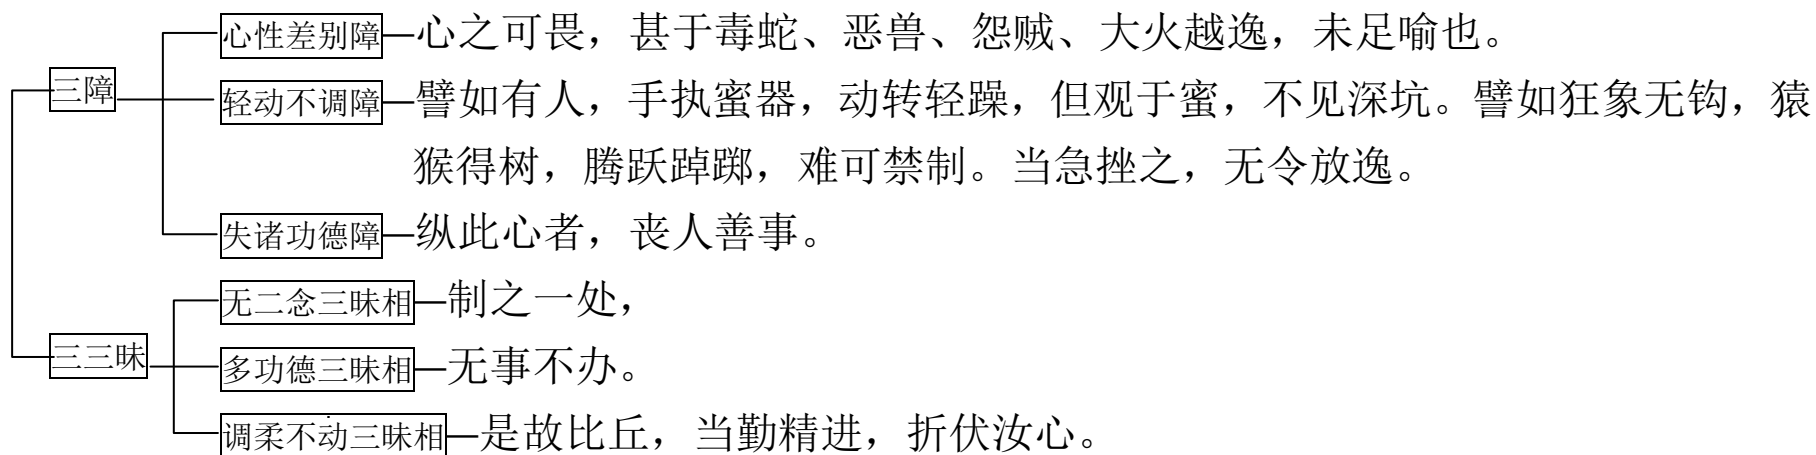 心性差别障 心之可畏，甚于毒蛇、恶兽、怨贼、大火越逸，未足喻也。
三障
轻动不调障 譬如有人，手执蜜器，动转轻躁，但观于蜜，不见深坑。譬如狂象无钩，猿
猴得树，腾跃踔踯，难可禁制。当急挫之，无令放逸。
失诸功德障 纵此心者，丧人善事。
无二念三昧相 制之一处，
三三昧
多功德三昧相 无事不办。
调柔不动三昧相 是故比丘，当勤精进，折伏汝心。